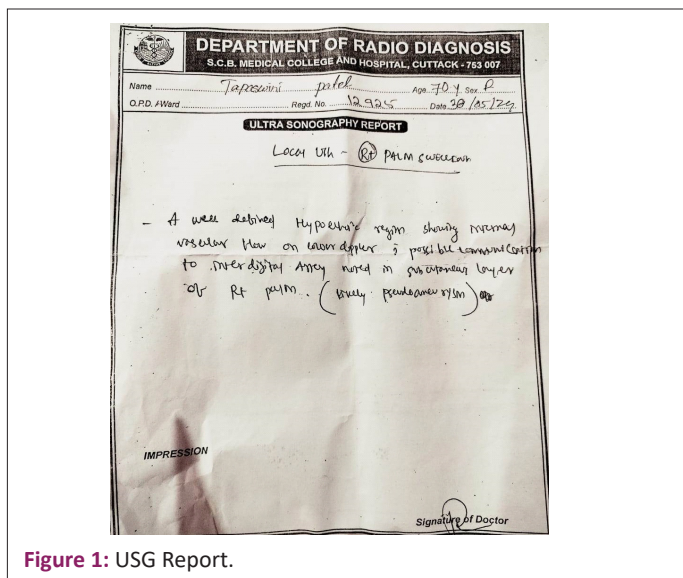 DEPARTMENT OF RADIO DIAGNOSIS
S.C.B. MEDICAL COLLEGE AND HOSPITAL, CUTTACK - 753 007
Name Tapaswini patel Age 70 y Sex
O.P.D. /Ward Regd. No. 12925 Date 30/05/24
ULTRA SONOGRAPHY REPORT
Local USG - Rt PALM SWELLING
- A well defined Hypoechoic region showing internal
vascular flow on colour doppler; possible communication
to interdigital Artery noted in subcutaneous layer
of Rt palm. (likely pseudoaneurysm)
IMPRESSION
Signature of Doctor
Figure 1: USG Report.